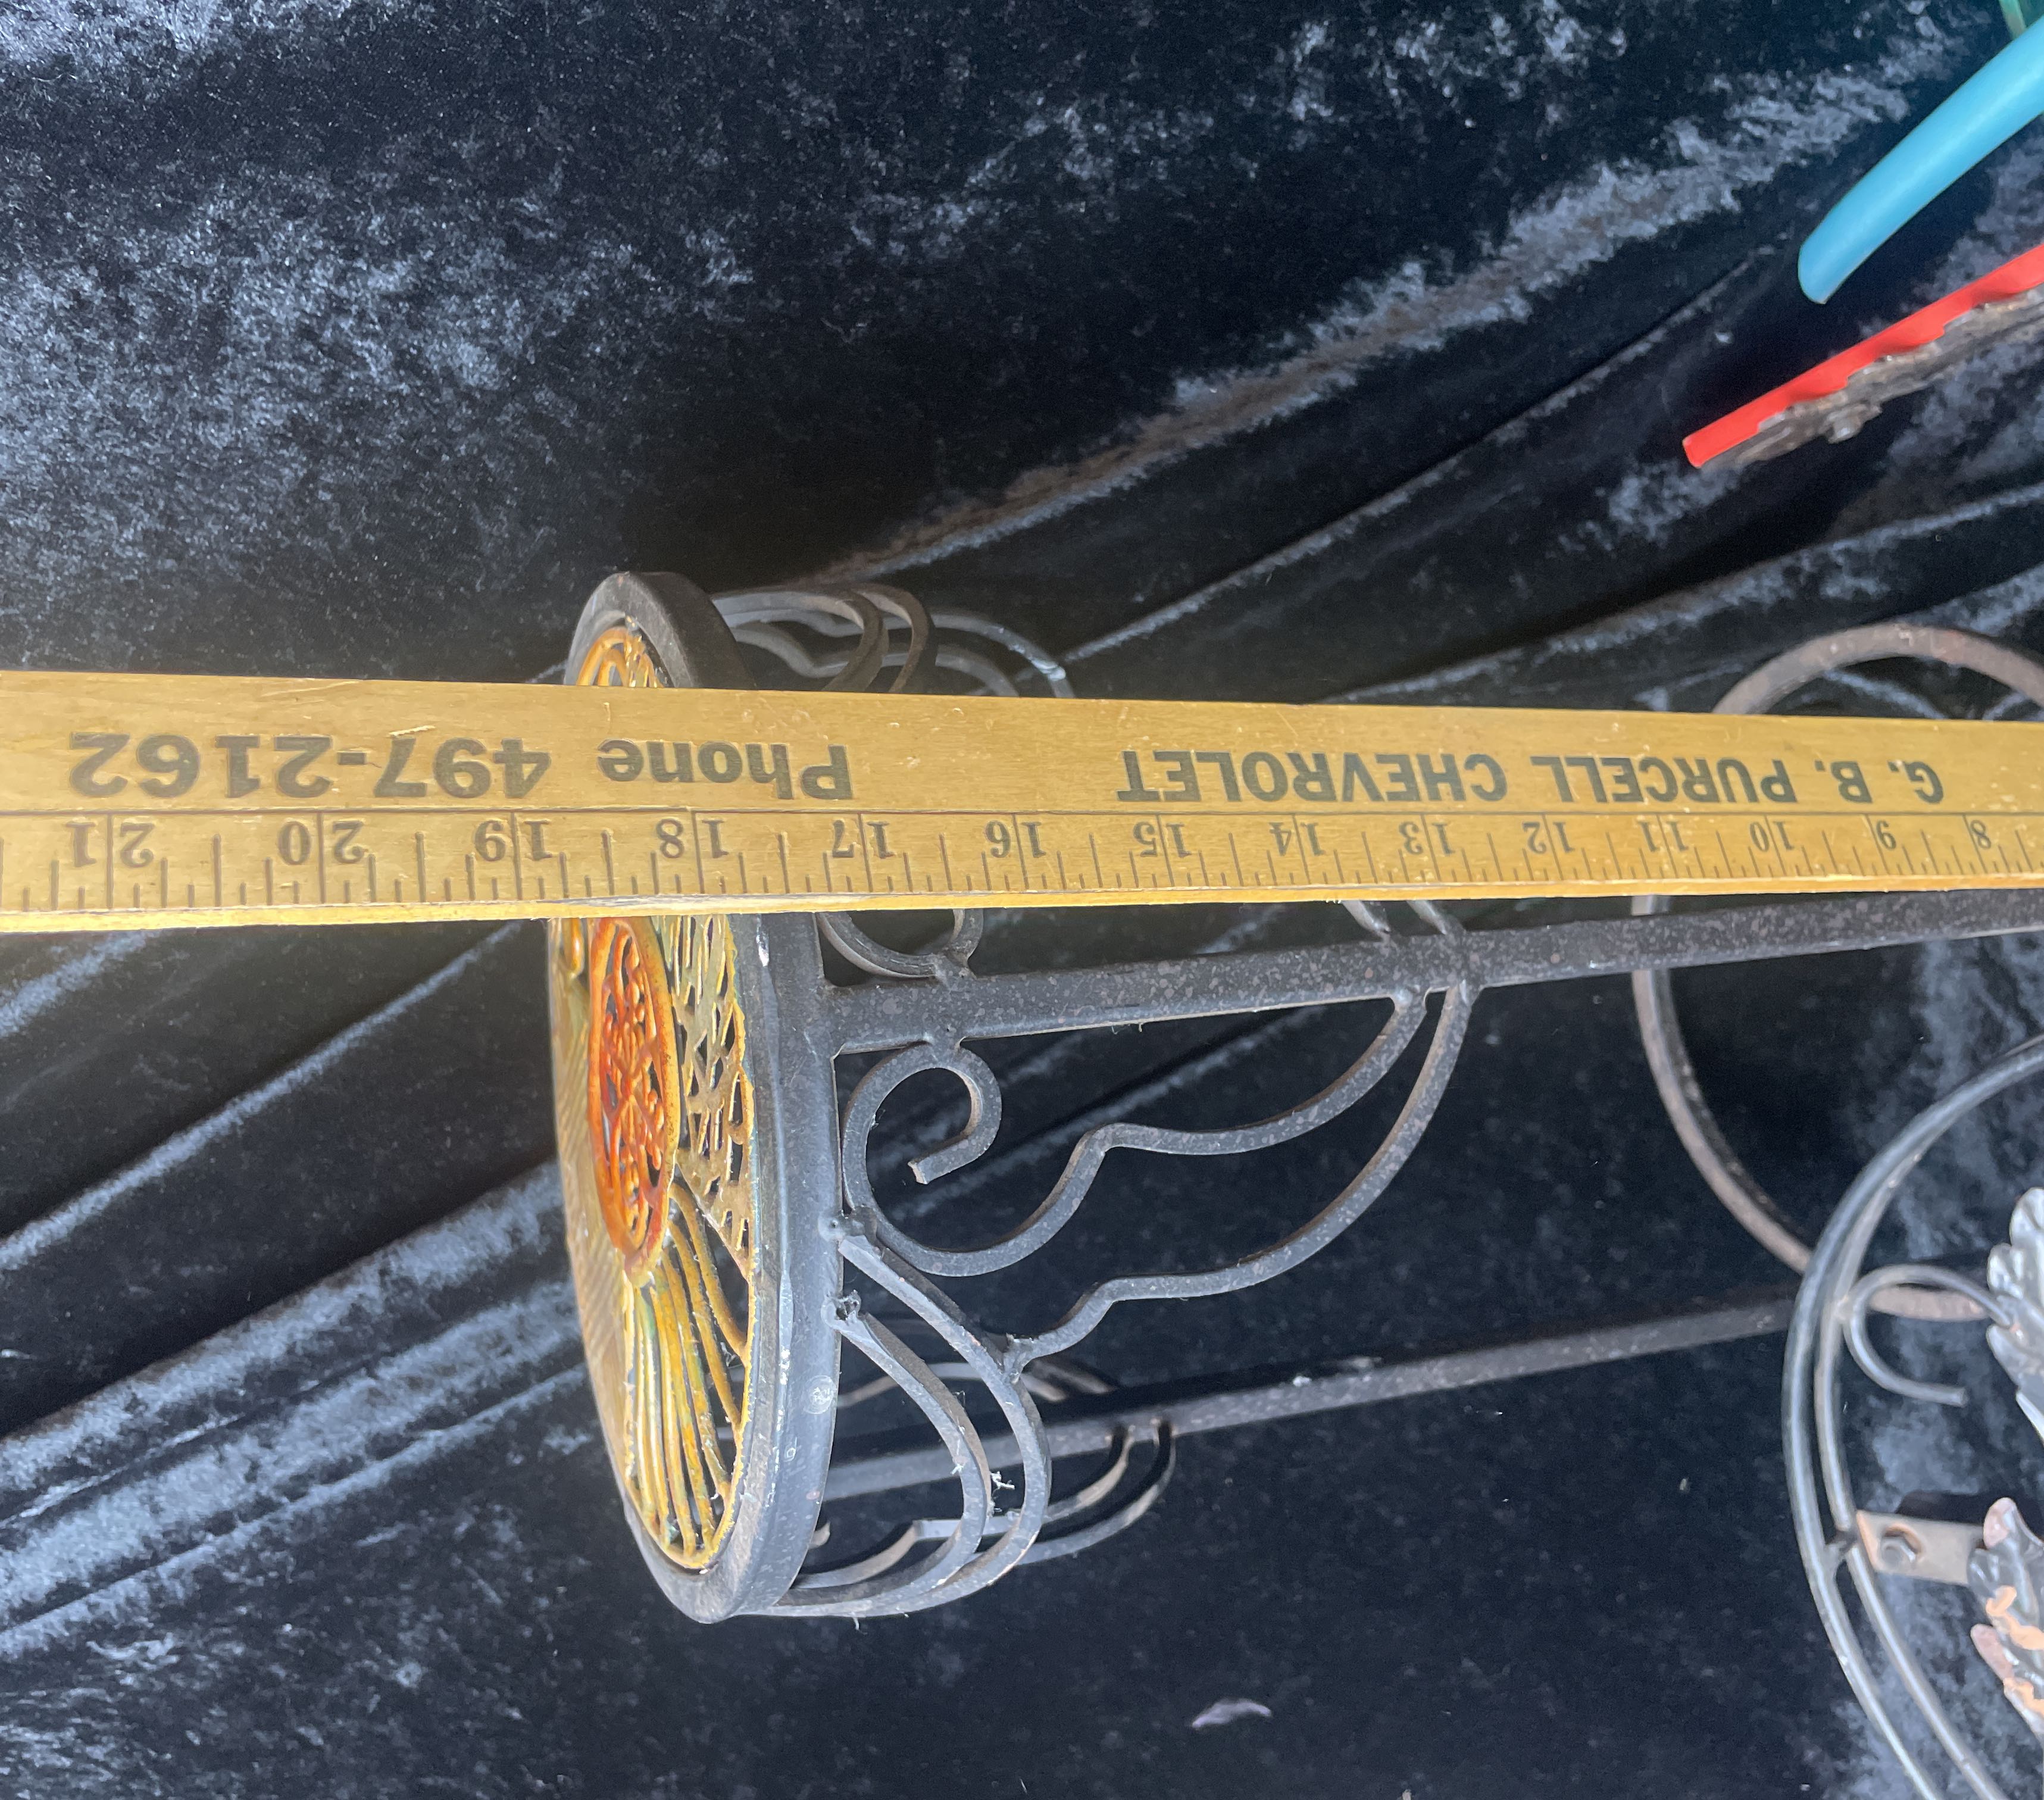 G. B. PURCELL CHEVROLET Phone 497-2162
8 9 10 11 12 13 14 15 16 17 18 19 20 21